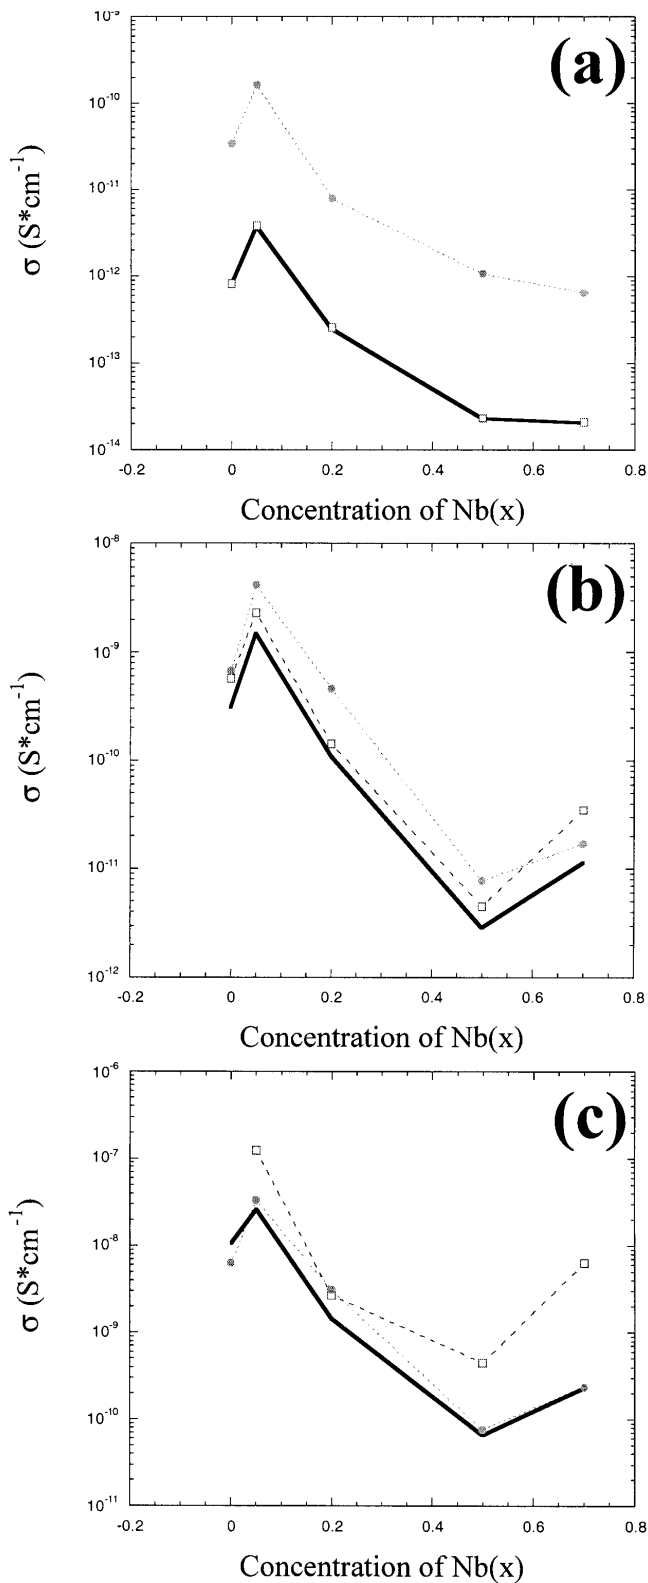 (a)
σ (S*cm⁻¹)
10⁻⁹
10⁻¹⁰
10⁻¹¹
10⁻¹²
10⁻¹³
10⁻¹⁴
-0.2 0 0.2 0.4 0.6 0.8
Concentration of Nb(x)
(b)
σ (S*cm⁻¹)
10⁻⁸
10⁻⁹
10⁻¹⁰
10⁻¹¹
10⁻¹²
-0.2 0 0.2 0.4 0.6 0.8
Concentration of Nb(x)
(c)
σ (S*cm⁻¹)
10⁻⁶
10⁻⁷
10⁻⁸
10⁻⁹
10⁻¹⁰
10⁻¹¹
-0.2 0 0.2 0.4 0.6 0.8
Concentration of Nb(x)